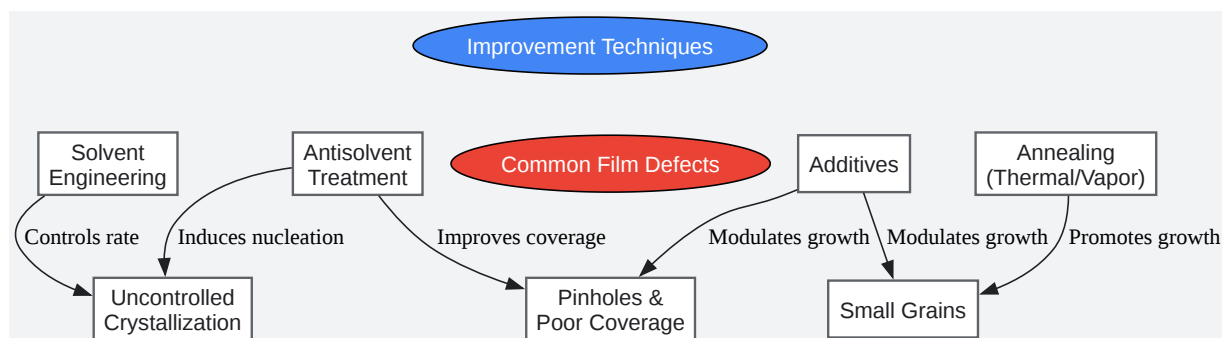 Improvement Techniques
Solvent
Engineering
Antisolvent
Treatment
Common Film Defects
Additives
Annealing
(Thermal/Vapor)
Controls rate
Induces nucleation
Improves coverage
Modulates growth
Modulates growth
Promotes growth
Uncontrolled
Crystallization
Pinholes &
Poor Coverage
Small Grains